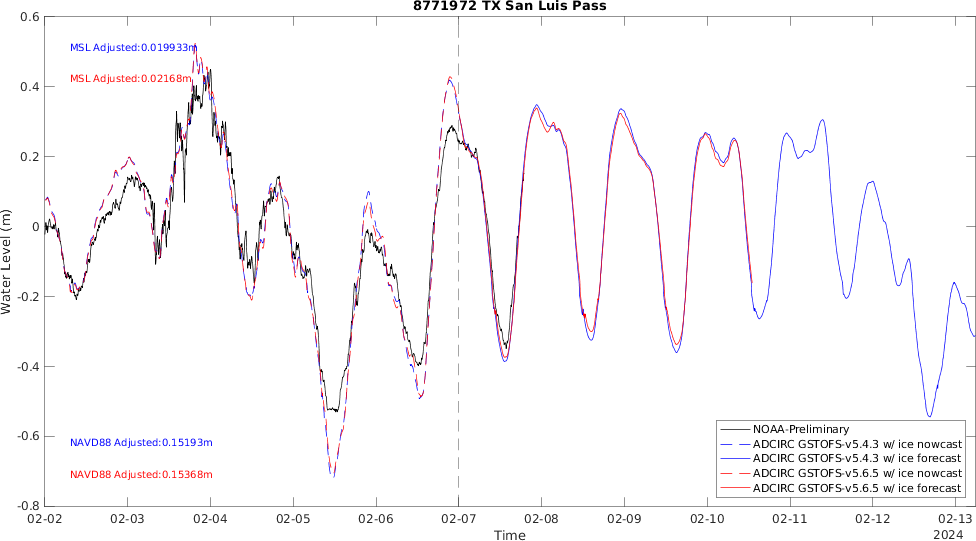 8771972 TX San Luis Pass
0.6
MSL Adjusted:0.019933m
MSL Adjusted:0.02168m
0.4
0.2
0
-0.2
-0.4
-0.6
-0.8
Water Level (m)
NAVD88 Adjusted:0.15193m
NAVD88 Adjusted:0.15368m
NOAA-Preliminary
ADCIRC GSTOFS-v5.4.3 w/ ice nowcast
ADCIRC GSTOFS-v5.4.3 w/ ice forecast
ADCIRC GSTOFS-v5.6.5 w/ ice nowcast
ADCIRC GSTOFS-v5.6.5 w/ ice forecast
02-02 02-03 02-04 02-05 02-06 02-07 02-08 02-09 02-10 02-11 02-12 02-13
Time
2024